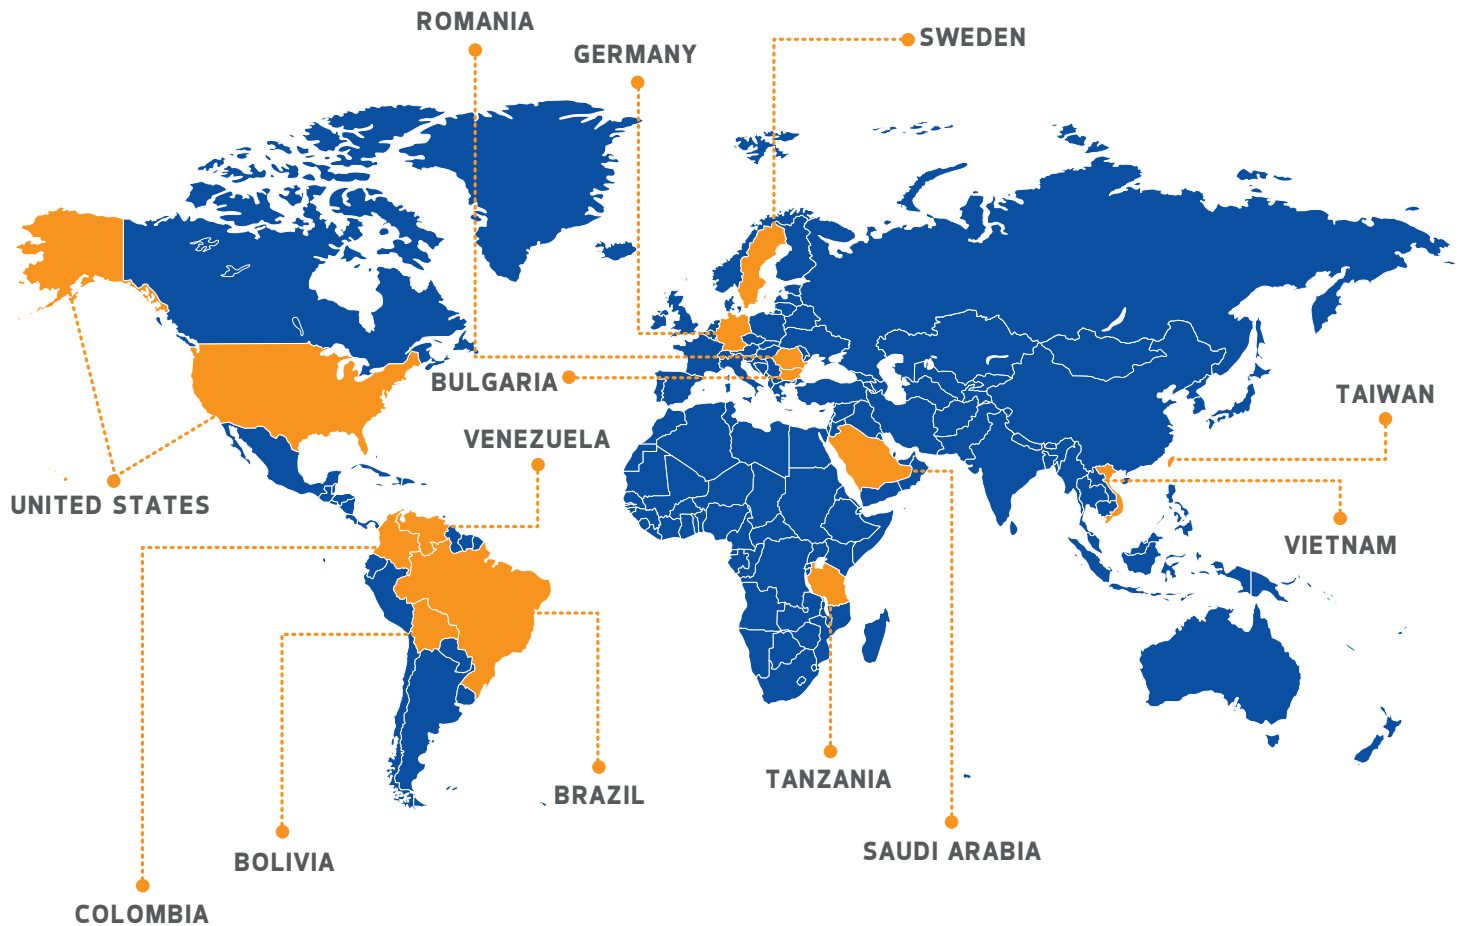 ROMANIA
SWEDEN
GERMANY
BULGARIA
TAIWAN
VENEZUELA
UNITED STATES
VIETNAM
TANZANIA
BRAZIL
SAUDI ARABIA
BOLIVIA
COLOMBIA